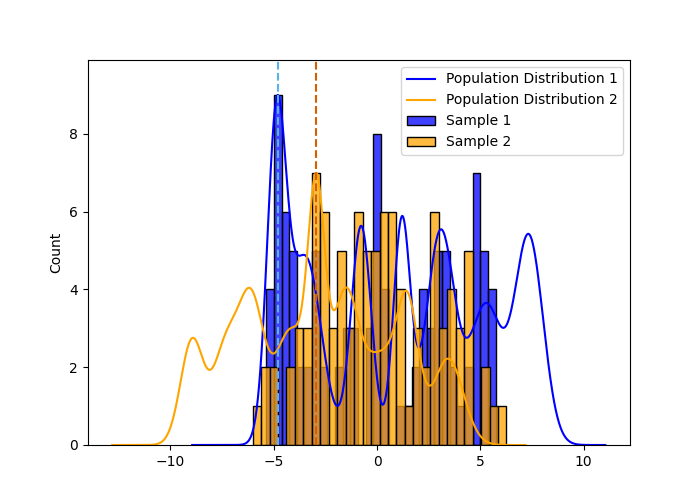 Population Distribution 1
Population Distribution 2
Sample 1
Sample 2
Count
8
6
4
2
0
−10
−5
0
5
10